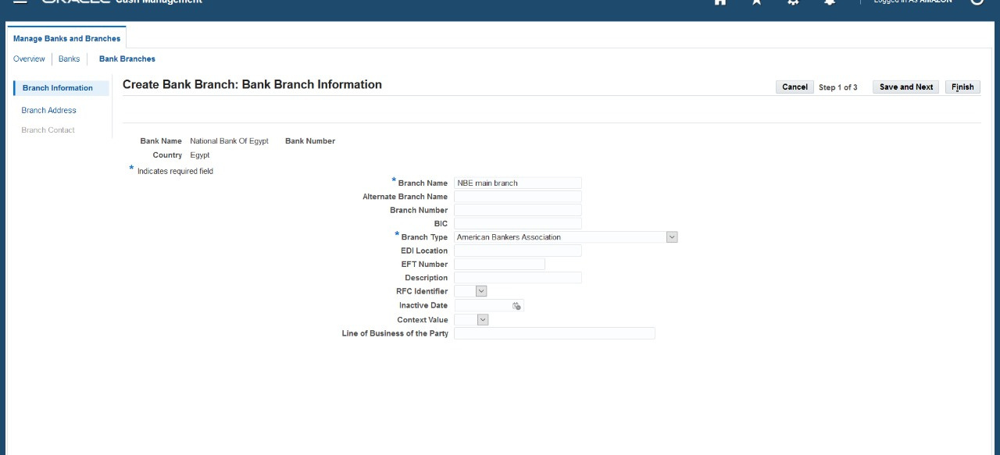 ORACLE Cash Management Logged In As AMAZON
Manage Banks and Branches
Overview Banks Bank Branches
Branch Information
Branch Address
Branch Contact
Create Bank Branch: Bank Branch Information
Cancel Step 1 of 3 Save and Next Finish
Bank Name National Bank Of Egypt Bank Number
Country Egypt
* Indicates required field
* Branch Name NBE main branch
Alternate Branch Name
Branch Number
BIC
* Branch Type American Bankers Association
EDI Location
EFT Number
Description
RFC Identifier
Inactive Date
Context Value
Line of Business of the Party